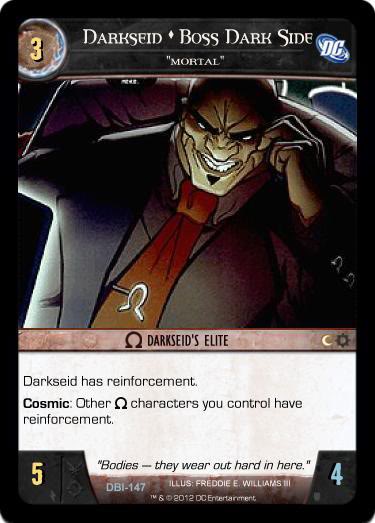 3
DARKSEID ♦ BOSS DARK SIDE
DC
"MORTAL"
Ω DARKSEID'S ELITE
Darkseid has reinforcement.
Cosmic: Other Ω characters you control have
reinforcement.
"Bodies — they wear out hard in here."
5
DBI-147
ILLUS: FREDDIE E. WILLIAMS III
4
™ & © 2012 DC Entertainment